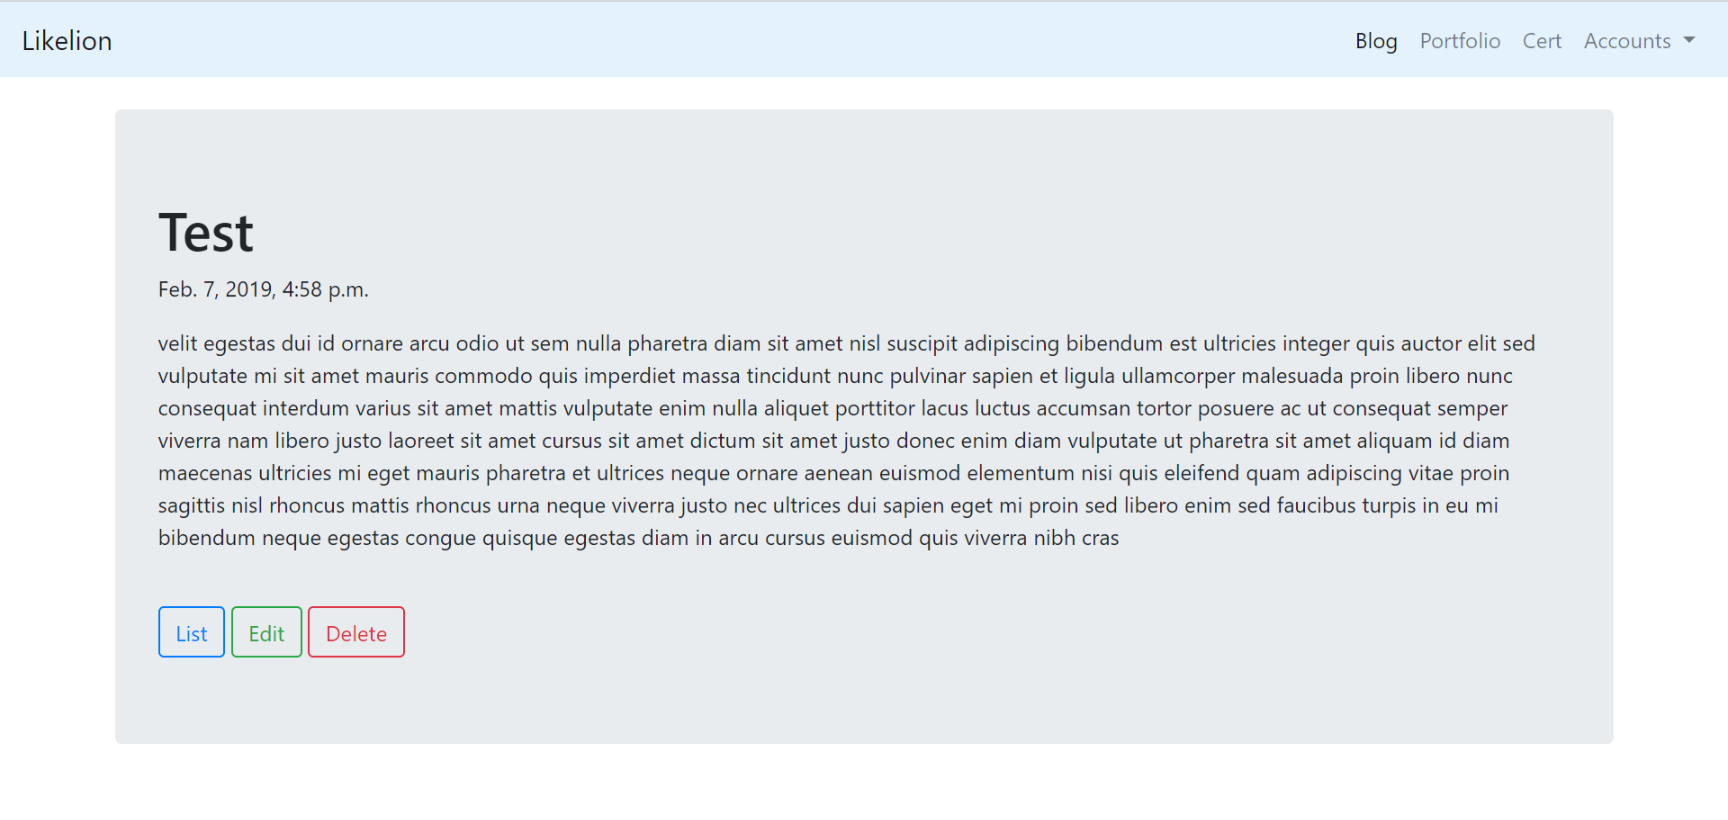 Likelion
Blog Portfolio Cert Accounts
Test
Feb. 7, 2019, 4:58 p.m.
velit egestas dui id ornare arcu odio ut sem nulla pharetra diam sit amet nisl suscipit adipiscing bibendum est ultricies integer quis auctor elit sed
vulputate mi sit amet mauris commodo quis imperdiet massa tincidunt nunc pulvinar sapien et ligula ullamcorper malesuada proin libero nunc
consequat interdum varius sit amet mattis vulputate enim nulla aliquet porttitor lacus luctus accumsan tortor posuere ac ut consequat semper
viverra nam libero justo laoreet sit amet cursus sit amet dictum sit amet justo donec enim diam vulputate ut pharetra sit amet aliquam id diam
maecenas ultricies mi eget mauris pharetra et ultrices neque ornare aenean euismod elementum nisi quis eleifend quam adipiscing vitae proin
sagittis nisl rhoncus mattis rhoncus urna neque viverra justo nec ultrices dui sapien eget mi proin sed libero enim sed faucibus turpis in eu mi
bibendum neque egestas congue quisque egestas diam in arcu cursus euismod quis viverra nibh cras
List Edit Delete